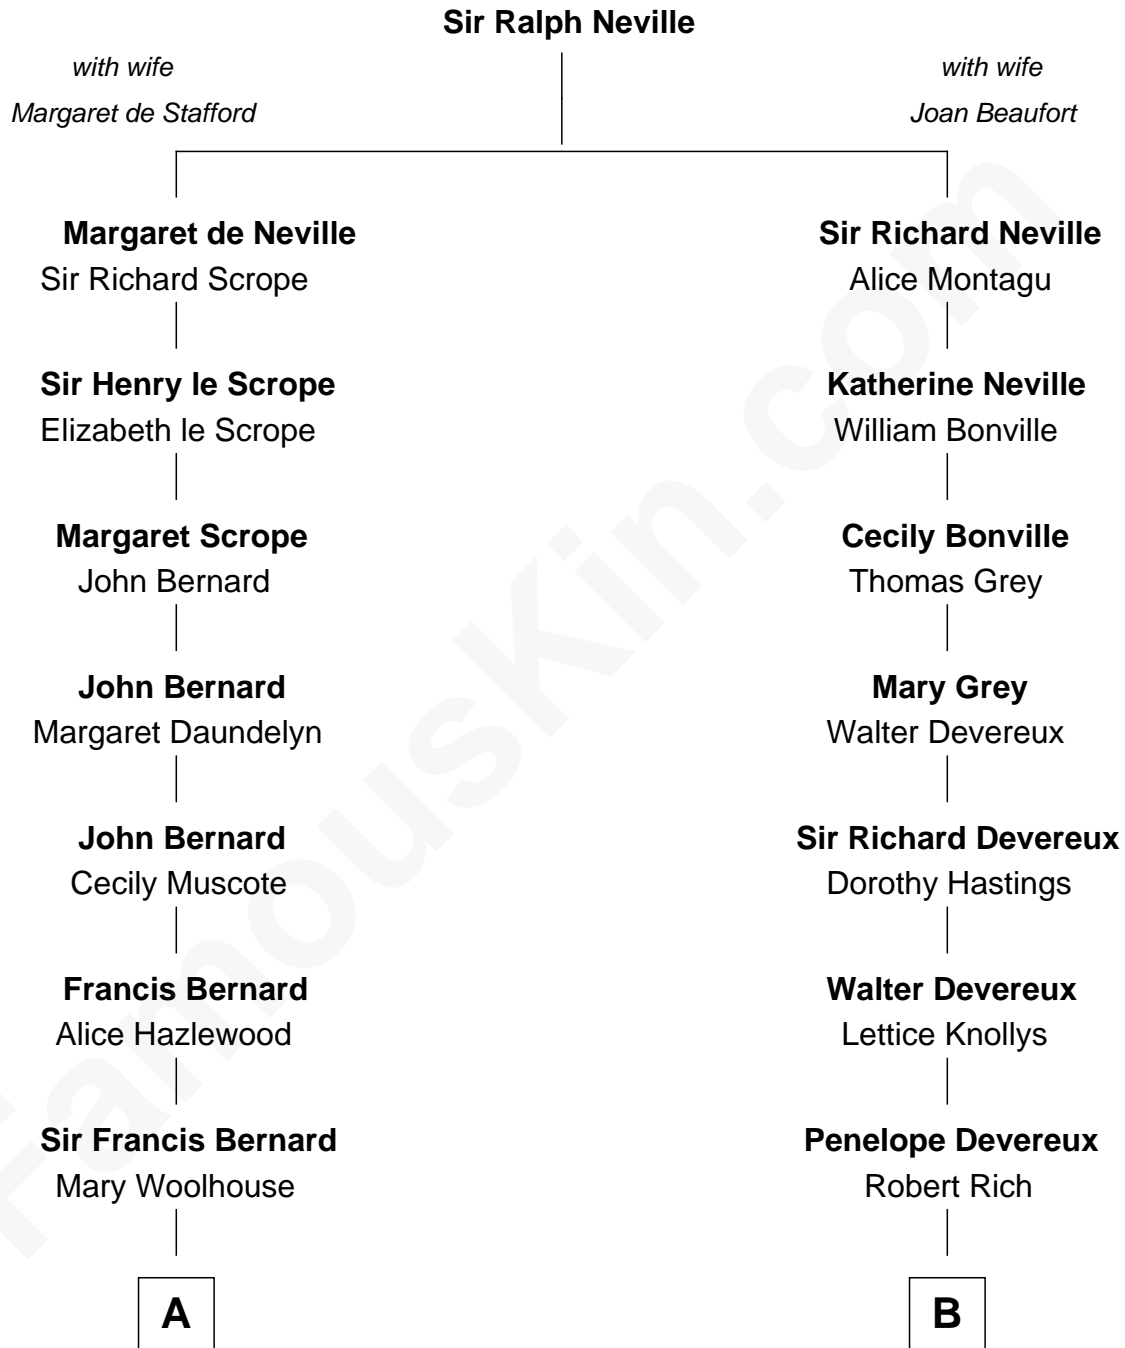 Sir Ralph Neville
with wife
Margaret de Stafford
with wife
Joan Beaufort
Margaret de Neville
Sir Richard Scrope
Sir Richard Neville
Alice Montagu
Sir Henry le Scrope
Elizabeth le Scrope
Katherine Neville
William Bonville
Margaret Scrope
John Bernard
Cecily Bonville
Thomas Grey
John Bernard
Margaret Daundelyn
Mary Grey
Walter Devereux
John Bernard
Cecily Muscote
Sir Richard Devereux
Dorothy Hastings
Francis Bernard
Alice Hazlewood
Walter Devereux
Lettice Knollys
Sir Francis Bernard
Mary Woolhouse
Penelope Devereux
Robert Rich
A
B
FamousKin.com